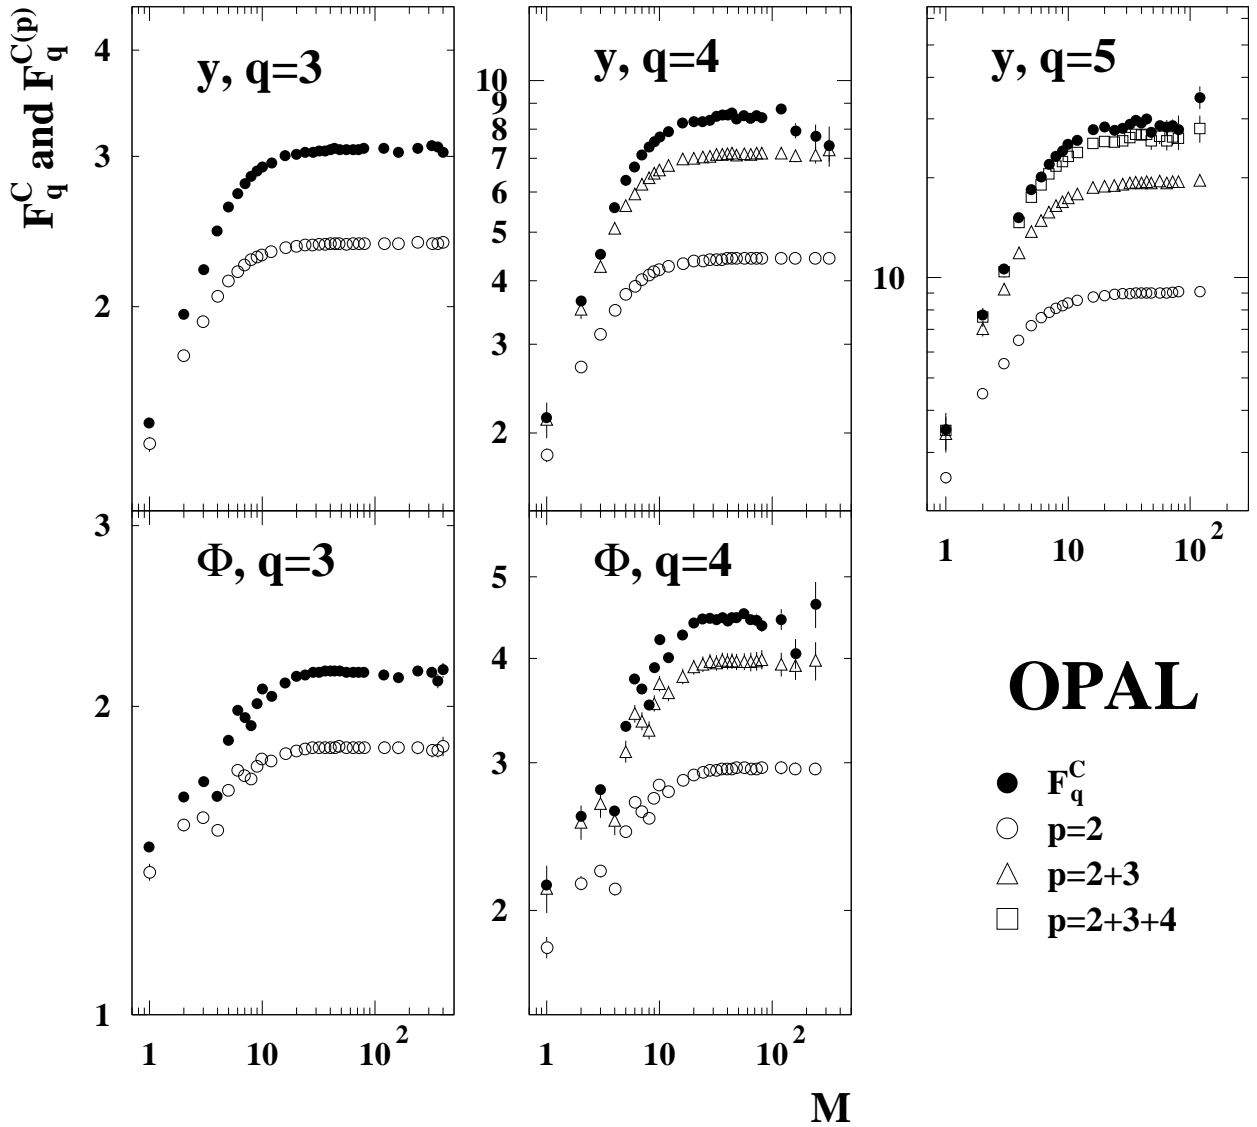 F_q^C and F_q^C(p)
y, q=3
4
3
2
y, q=4
10
9
8
7
6
5
4
3
2
y, q=5
10
1 10 10^2
Φ, q=3
3
2
1
1 10 10^2
Φ, q=4
5
4
3
2
1 10 10^2
M
OPAL
F_q^C
p=2
p=2+3
p=2+3+4